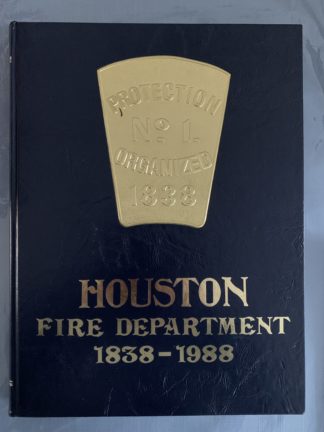 PROTECTION
No. 1.
ORGANIZED
1838
HOUSTON
FIRE DEPARTMENT
1838-1988